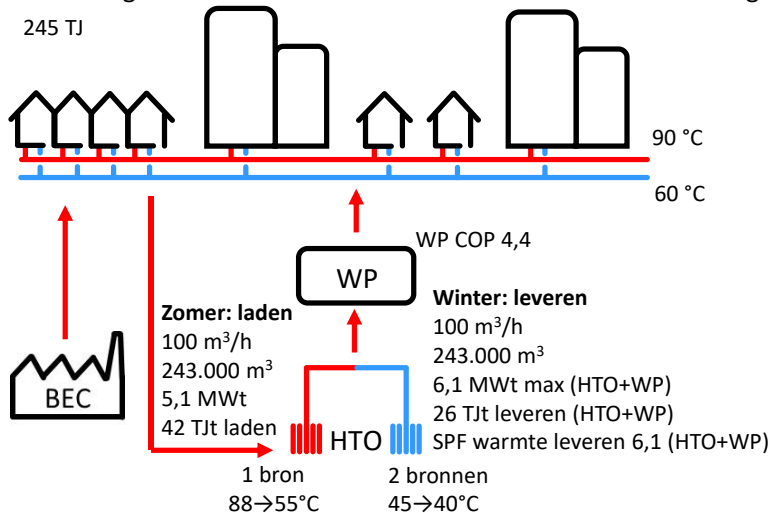 245 TJ
90 °C
60 °C
WP COP 4,4
WP
Zomer: laden
100 m³/h
243.000 m³
5,1 MWt
42 TJt laden
Winter: leveren
100 m³/h
243.000 m³
6,1 MWt max (HTO+WP)
26 TJt leveren (HTO+WP)
SPF warmte leveren 6,1 (HTO+WP)
BEC
HTO
1 bron
88→55°C
2 bronnen
45→40°C